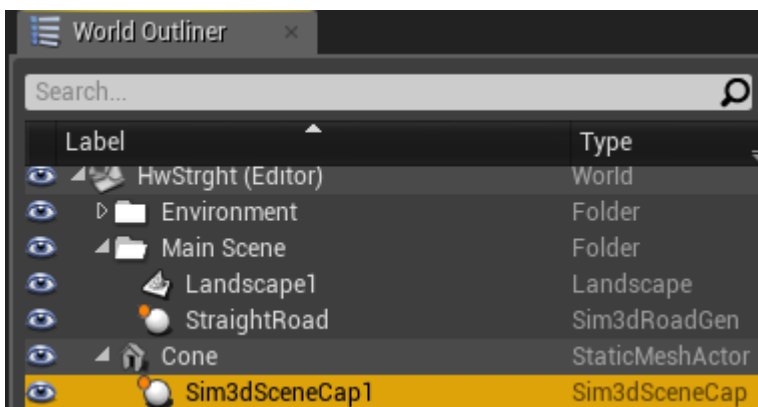 World Outliner ×
Search...
Label Type
HwStrght (Editor) World
Environment Folder
Main Scene Folder
Landscape1 Landscape
StraightRoad Sim3dRoadGen
Cone StaticMeshActor
Sim3dSceneCap1 Sim3dSceneCap